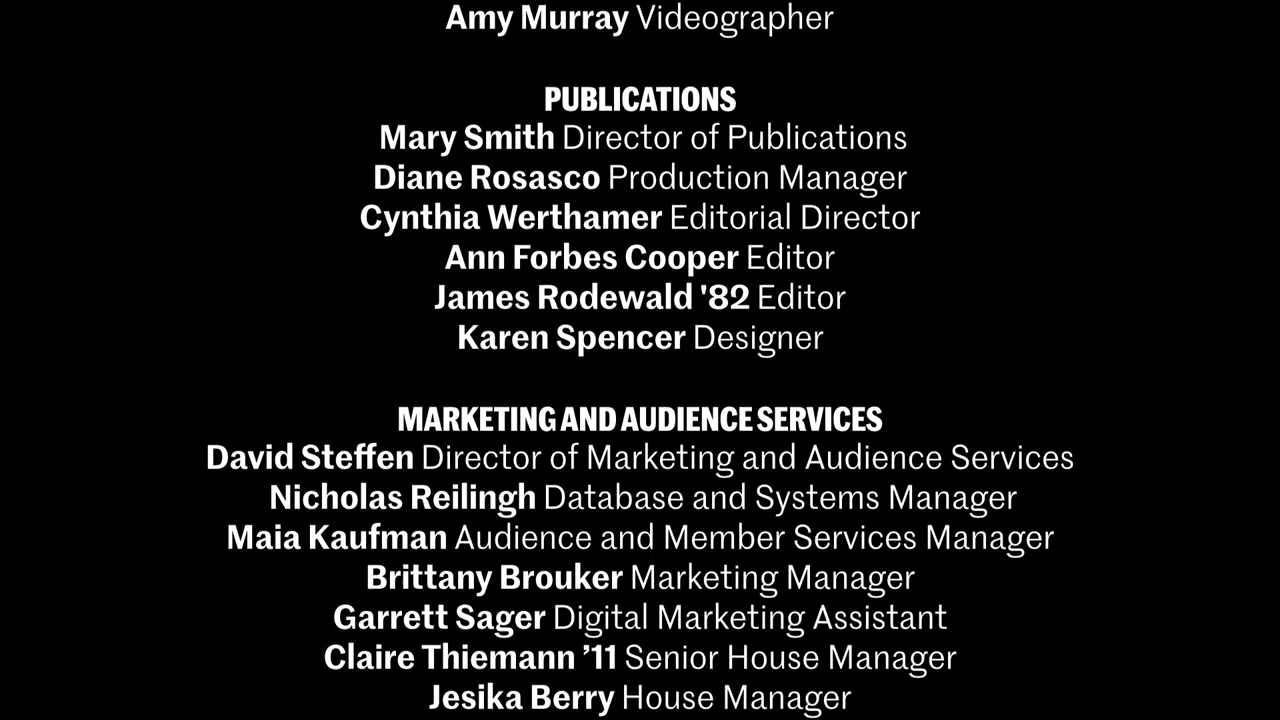 Amy Murray Videographer
PUBLICATIONS
Mary Smith Director of Publications
Diane Rosasco Production Manager
Cynthia Werthamer Editorial Director
Ann Forbes Cooper Editor
James Rodewald '82 Editor
Karen Spencer Designer
MARKETING AND AUDIENCE SERVICES
David Steffen Director of Marketing and Audience Services
Nicholas Reilingh Database and Systems Manager
Maia Kaufman Audience and Member Services Manager
Brittany Brouker Marketing Manager
Garrett Sager Digital Marketing Assistant
Claire Thiemann ’11 Senior House Manager
Jesika Berry House Manager